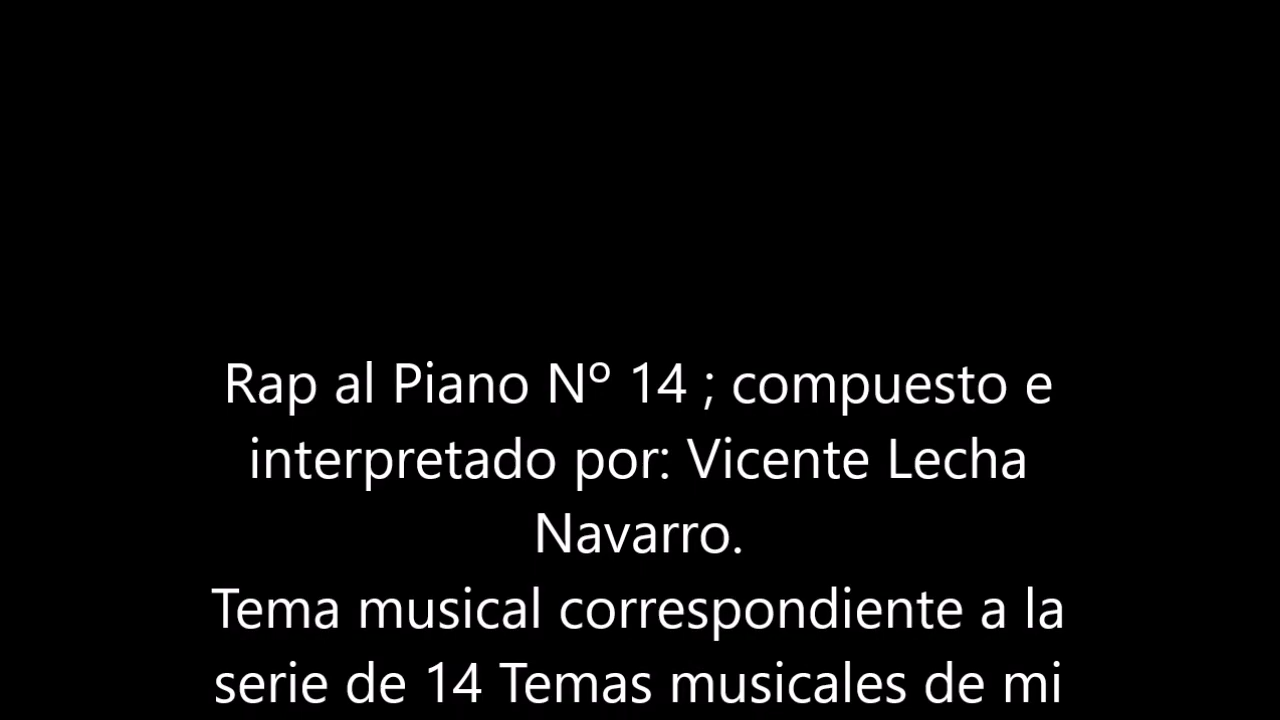 Rap al Piano Nº 14 ; compuesto e
interpretado por: Vicente Lecha
Navarro.
Tema musical correspondiente a la
serie de 14 Temas musicales de mi